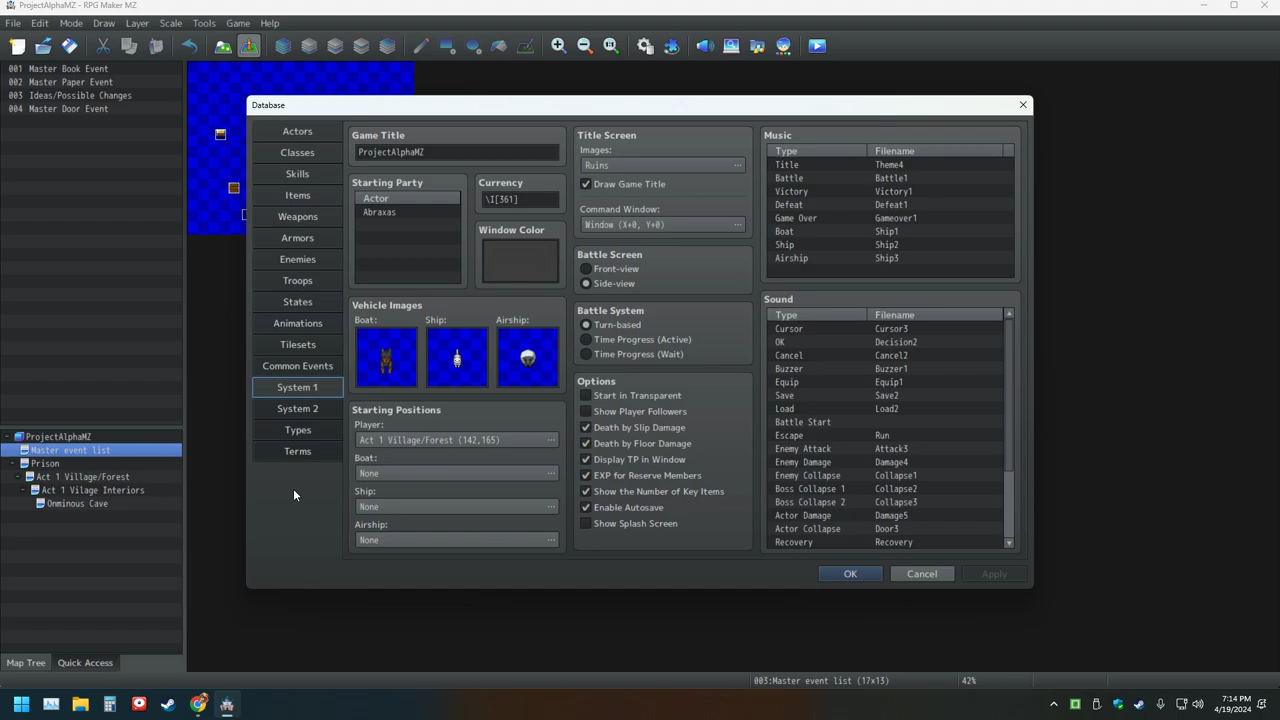 ProjectAlphaMZ - RPG Maker MZ
File Edit Mode Draw Layer Scale Tools Game Help
001 Master Book Event
002 Master Paper Event
003 Ideas/Possible Changes
004 Master Door Event
ProjectAlphaMZ
Master event list
Prison
Act 1 Village/Forest
Act 1 Vilage Interiors
Onminous Cave
Map Tree Quick Access
Database
Actors
Classes
Skills
Items
Weapons
Armors
Enemies
Troops
States
Animations
Tilesets
Common Events
System 1
System 2
Types
Terms
Game Title
ProjectAlphaMZ
Starting Party
Actor
Abraxas
Currency
\I[361]
Window Color
Vehicle Images
Boat: Ship: Airship:
Starting Positions
Player:
Act 1 Village/Forest (142,165) ...
Boat:
None ...
Ship:
None ...
Airship:
None ...
Title Screen
Images:
Ruins ...
Draw Game Title
Command Window:
Window (X+0, Y+0) ...
Battle Screen
Front-view
Side-view
Battle System
Turn-based
Time Progress (Active)
Time Progress (Wait)
Options
Start in Transparent
Show Player Followers
Death by Slip Damage
Death by Floor Damage
Display TP in Window
EXP for Reserve Members
Show the Number of Key Items
Enable Autosave
Show Splash Screen
Music
Type Filename
Title Theme4
Battle Battle1
Victory Victory1
Defeat Defeat1
Game Over Gameover1
Boat Ship1
Ship Ship2
Airship Ship3
Sound
Type Filename
Cursor Cursor3
OK Decision2
Cancel Cancel2
Buzzer Buzzer1
Equip Equip1
Save Save2
Load Load2
Battle Start
Escape Run
Enemy Attack Attack3
Enemy Damage Damage4
Enemy Collapse Collapse1
Boss Collapse 1 Collapse2
Boss Collapse 2 Collapse3
Actor Damage Damage5
Actor Collapse Door3
Recovery Recovery
OK Cancel Apply
003:Master event list (17x13) 42%
7:14 PM
4/19/2024